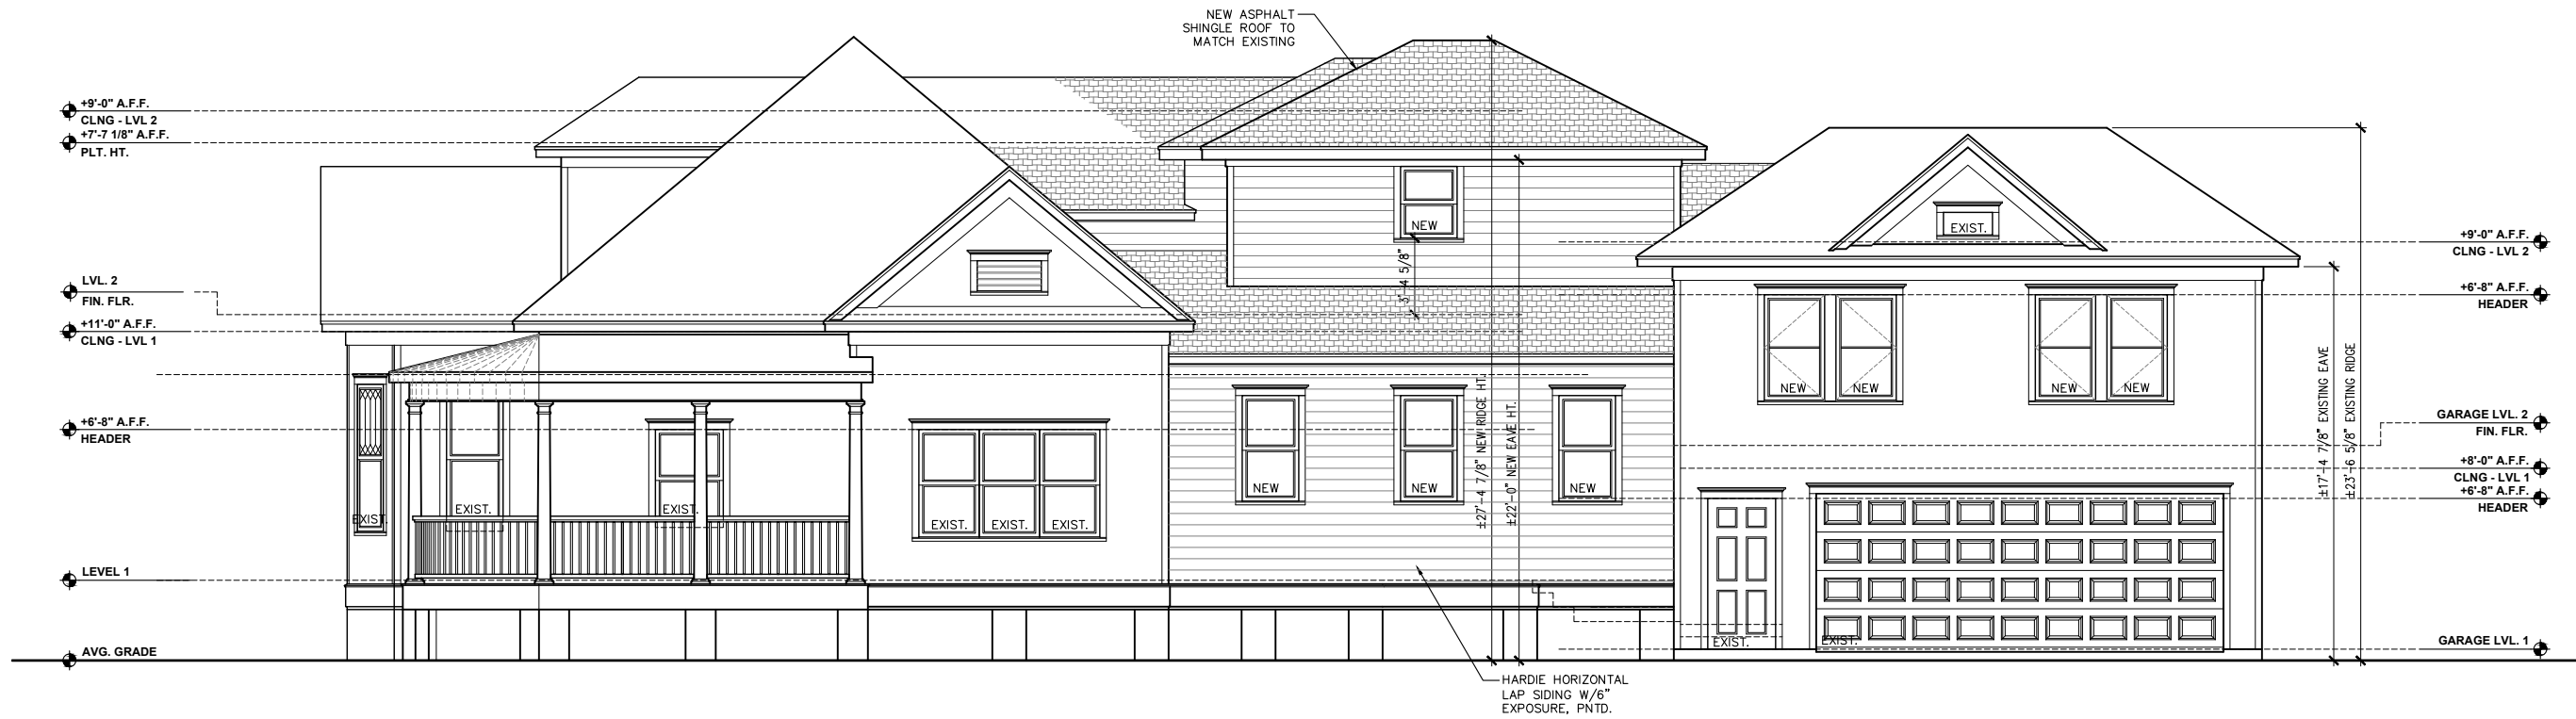 NEW ASPHALT
SHINGLE ROOF TO
MATCH EXISTING
+9'-0" A.F.F.
CLNG - LVL 2
+7'-7 1/8" A.F.F.
PLT. HT.
LVL. 2
FIN. FLR.
+11'-0" A.F.F.
CLNG - LVL 1
+6'-8" A.F.F.
HEADER
LEVEL 1
AVG. GRADE
EXIST.
EXIST.
EXIST.
EXIST.
EXIST.
EXIST.
NEW
3'-4 5/8"
NEW
NEW
NEW
±27'-4 7/8" NEW RIDGE HT.
±22'-0" NEW EAVE HT.
HARDIE HORIZONTAL
LAP SIDING W/6"
EXPOSURE, PNTD.
EXIST.
NEW
NEW
NEW
NEW
EXIST.
EXIST.
±17'-4 7/8" EXISTING EAVE
±23'-6 5/8" EXISTING RIDGE
+9'-0" A.F.F.
CLNG - LVL 2
+6'-8" A.F.F.
HEADER
GARAGE LVL. 2
FIN. FLR.
+8'-0" A.F.F.
CLNG - LVL 1
+6'-8" A.F.F.
HEADER
GARAGE LVL. 1